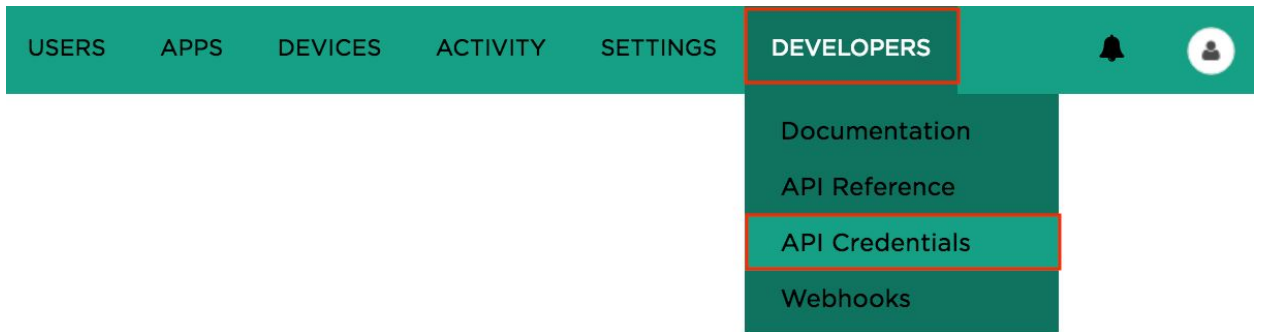 USERS APPS DEVICES ACTIVITY SETTINGS DEVELOPERS
Documentation
API Reference
API Credentials
Webhooks